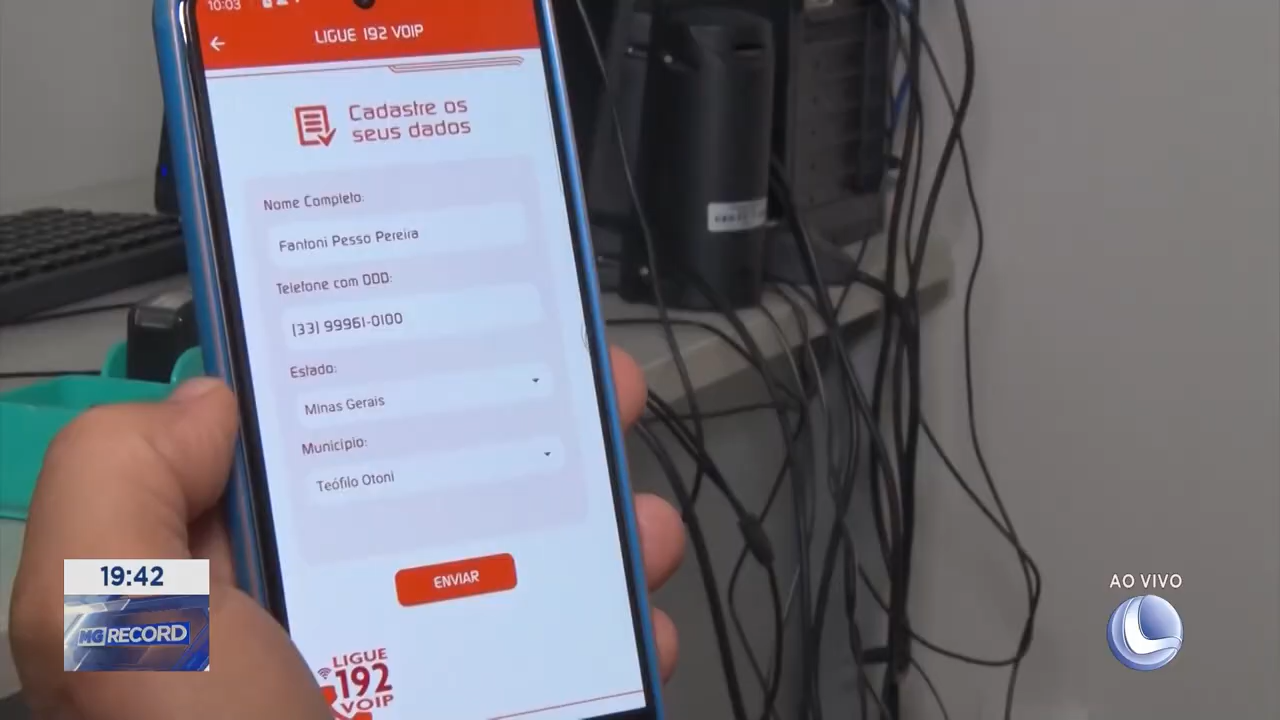 10:03
LIGUE 192 VOIP
Cadastre os
seus dados
Nome Completo:
Fantoni Pesso Pereira
Telefone com DDD:
(33) 99961-0100
Estado:
Minas Gerais
Município:
Teófilo Otoni
ENVIAR
LIGUE
192
VOIP
19:42
MG RECORD
AO VIVO